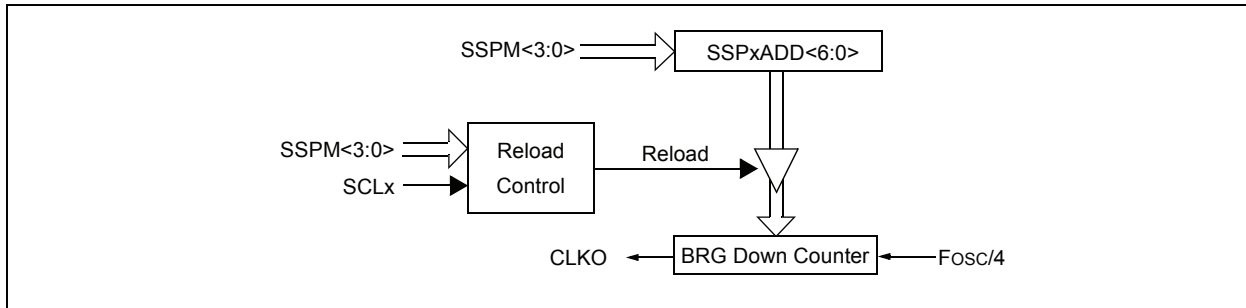 SSPM<3:0>
SSPxADD<6:0>
SSPM<3:0>
SCLx
Reload
Control
Reload
CLKO
BRG Down Counter
FOSC/4